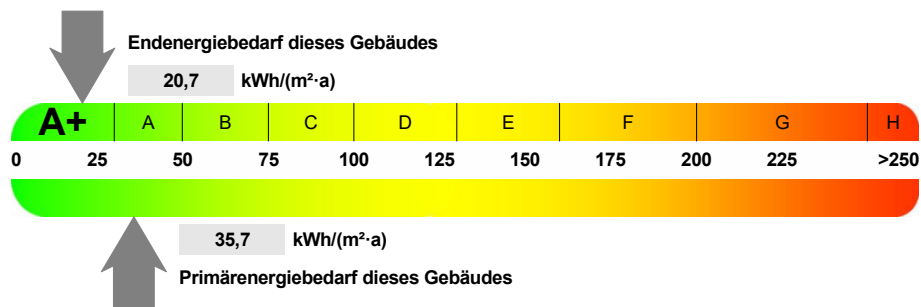 Endenergiebedarf dieses Gebäudes
20,7 kWh/(m²·a)
A+ A B C D E F G H
0 25 50 75 100 125 150 175 200 225 >250
35,7 kWh/(m²·a)
Primärenergiebedarf dieses Gebäudes